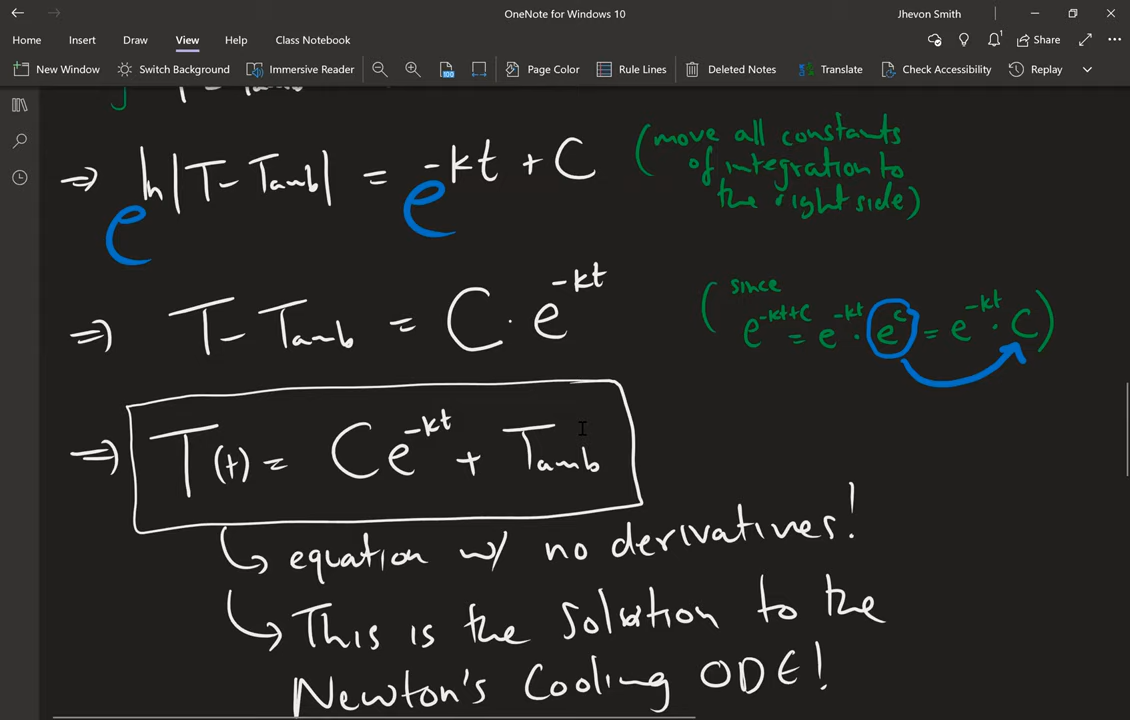 OneNote for Windows 10
Jhevon Smith
Home Insert Draw View Help Class Notebook
1 Share
New Window Switch Background Immersive Reader 100 Page Color Rule Lines Deleted Notes Translate Check Accessibility Replay
∫ T - Tamb
⇒ ln|T - Tamb| = -kt + C
e e
(move all constants
of integration to
the right side)
⇒ T - Tamb = C · e^-kt
(since
e^-kt+C = e^-kt · e^C = e^-kt · C)
⇒ T(t) = Ce^-kt + Tamb
↳ equation w/ no derivatives!
↳ This is the solution to the
Newton's Cooling ODE!